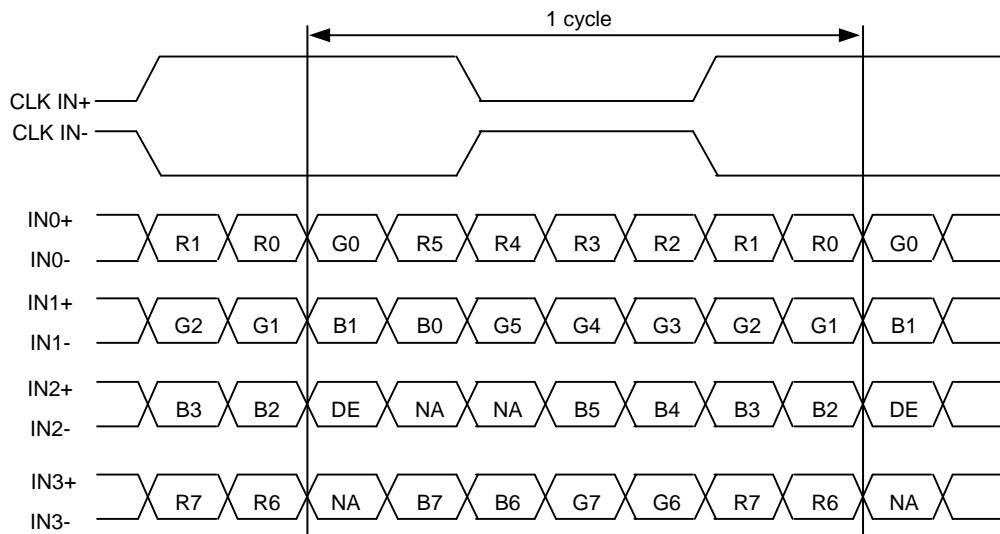 1 cycle
CLK IN+
CLK IN-
IN0+
R1 R0 G0 R5 R4 R3 R2 R1 R0 G0
IN0-
IN1+
G2 G1 B1 B0 G5 G4 G3 G2 G1 B1
IN1-
IN2+
B3 B2 DE NA NA B5 B4 B3 B2 DE
IN2-
IN3+
R7 R6 NA B7 B6 G7 G6 R7 R6 NA
IN3-